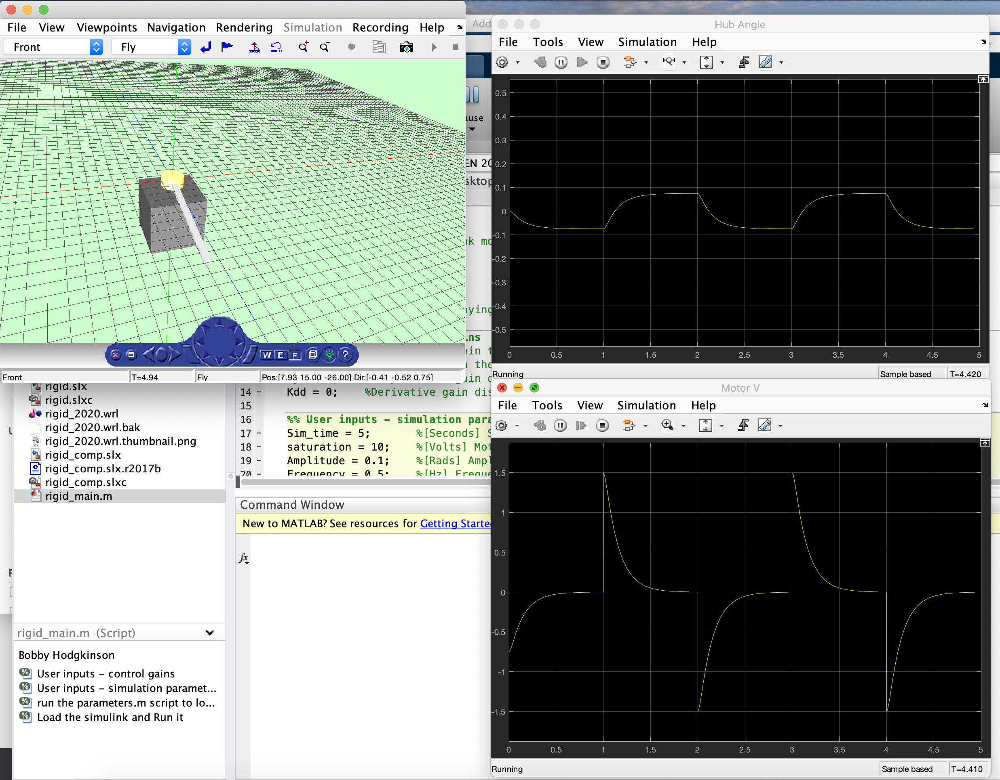 File View Viewpoints Navigation Rendering Simulation Recording Help
Front Fly
Front T=4.94 Fly Pos:[7.93 15.00 -26.00] Dir:[-0.41 -0.52 0.75]
Add
ause
EN 20
sktop
nk mo
ying
ins
ain t
the
ain d
Hub Angle
File Tools View Simulation Help
0.5
0.4
0.3
0.2
0.1
0
-0.1
-0.2
-0.3
-0.4
-0.5
0 0.5 1 1.5 2 2.5 3 3.5 4 4.5 5
Running Sample based T=4.420
W E F ?
rigid.slx
rigid.slxc
rigid_2020.wrl
rigid_2020.wrl.bak
rigid_2020.wrl.thumbnail.png
rigid_comp.slx
rigid_comp.slx.r2017b
rigid_comp.slxc
rigid_main.m
rigid_main.m (Script)
Bobby Hodgkinson
User inputs - control gains
User inputs - simulation paramet...
run the parameters.m script to lo...
Load the simulink and Run it
14 - Kdd = 0; %Derivative gain dis
15
16 %% User inputs - simulation para
17 - Sim_time = 5; %[Seconds] S
18 - saturation = 10; %[Volts] Mot
19 - Amplitude = 0.1; %[Rads] Ampl
20 - Frequency = 0.5; %[Hz] Freque
Command Window
New to MATLAB? See resources for Getting Starte
fx
Motor V
File Tools View Simulation Help
1.5
1
0.5
0
-0.5
-1
-1.5
0 0.5 1 1.5 2 2.5 3 3.5 4 4.5 5
Running Sample based T=4.410